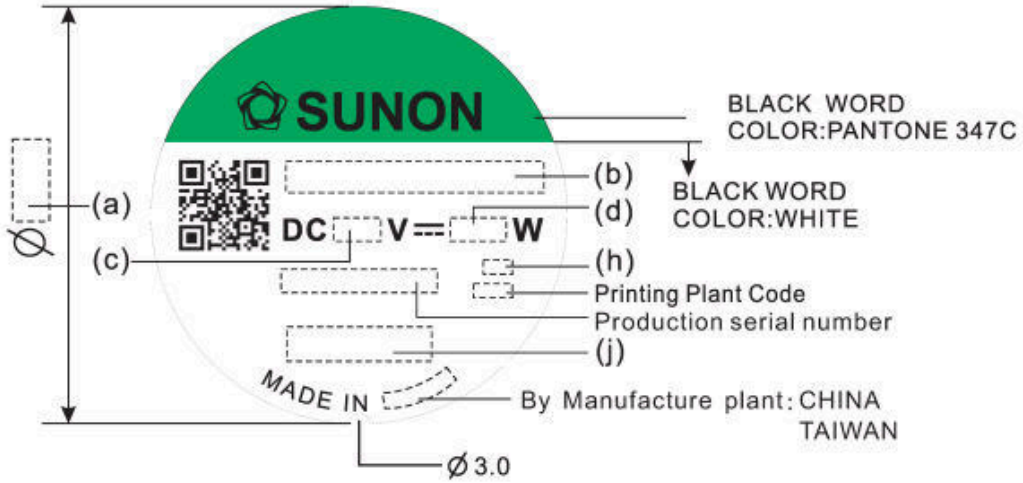 SUNON
BLACK WORD
COLOR:PANTONE 347C
(b)
BLACK WORD
COLOR:WHITE
(a)
Ø
(d)
DC V⎓ W
(c)
(h)
Printing Plant Code
Production serial number
(j)
MADE IN
By Manufacture plant: CHINA
TAIWAN
Ø3.0